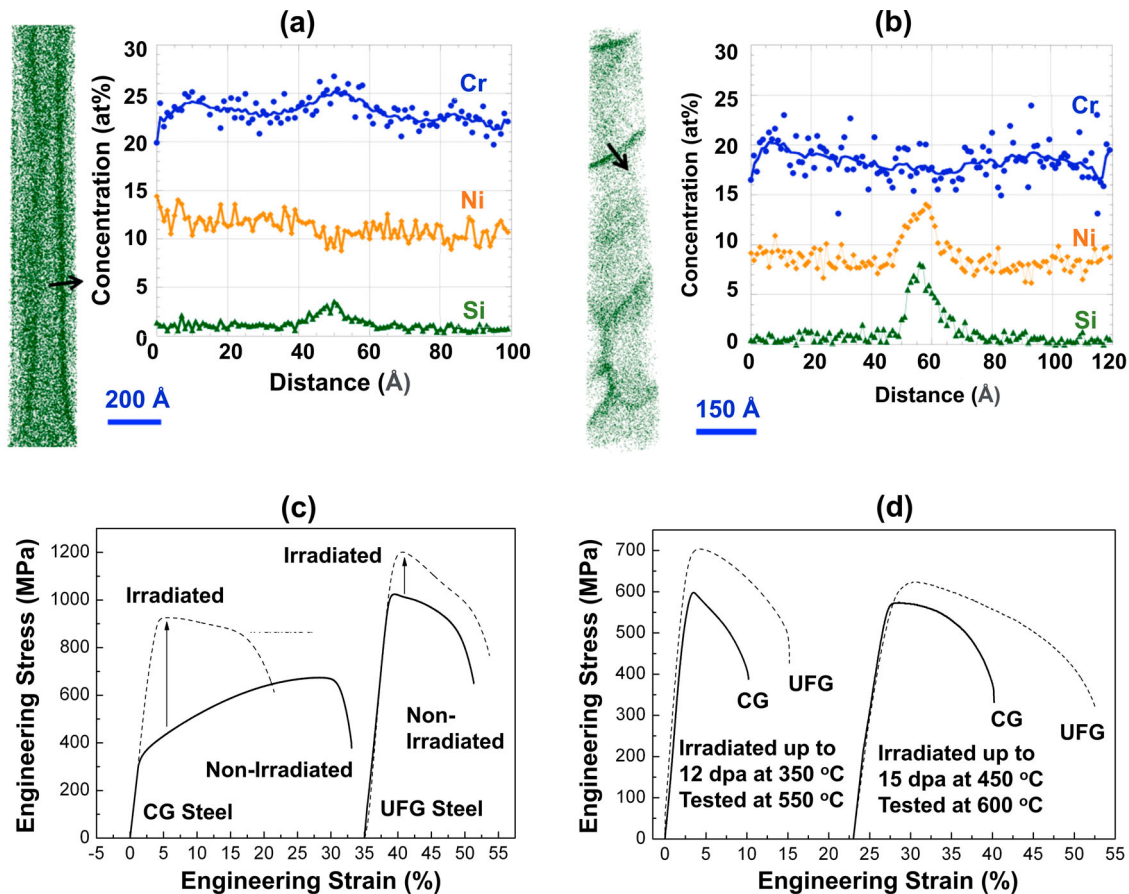 (a)
Concentration (at%)
30
25
20
15
10
5
0
Cr
Ni
Si
0 20 40 60 80 100
Distance (Å)
200 Å
(b)
Concentration (at%)
30
25
20
15
10
5
0
Cr
Ni
Si
0 20 40 60 80 100 120
Distance (Å)
150 Å
(c)
Engineering Stress (MPa)
1200
1000
800
600
400
200
0
Irradiated
Irradiated
Non-
Irradiated
Non-Irradiated
CG Steel
UFG Steel
-5 0 5 10 15 20 25 30 35 40 45 50 55
Engineering Strain (%)
(d)
Engineering Stress (MPa)
700
600
500
400
300
200
100
0
CG
UFG
CG
UFG
Irradiated up to
12 dpa at 350 °C
Tested at 550 °C
Irradiated up to
15 dpa at 450 °C
Tested at 600 °C
0 5 10 15 20 25 30 35 40 45 50 55
Engineering Strain (%)